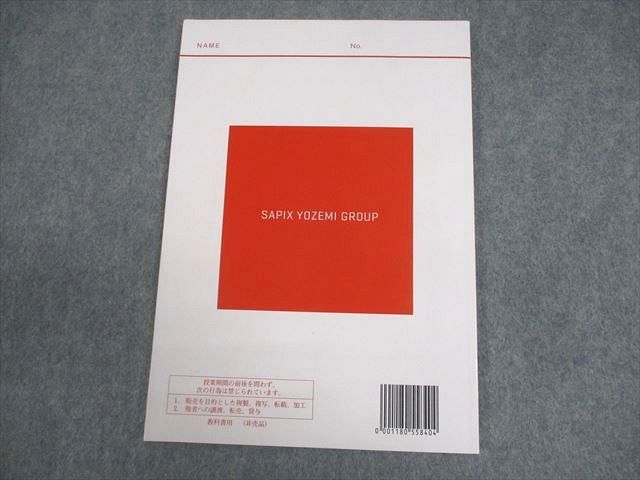 NAME No.
SAPIX YOZEMI GROUP
授業期間の前後を問わず、
次の行為は禁じられています。
1. 販売を目的とした複製、複写、転載、加工
2. 他者への譲渡、転売、貸与
教科書用 (非売品)
0 001180 558404